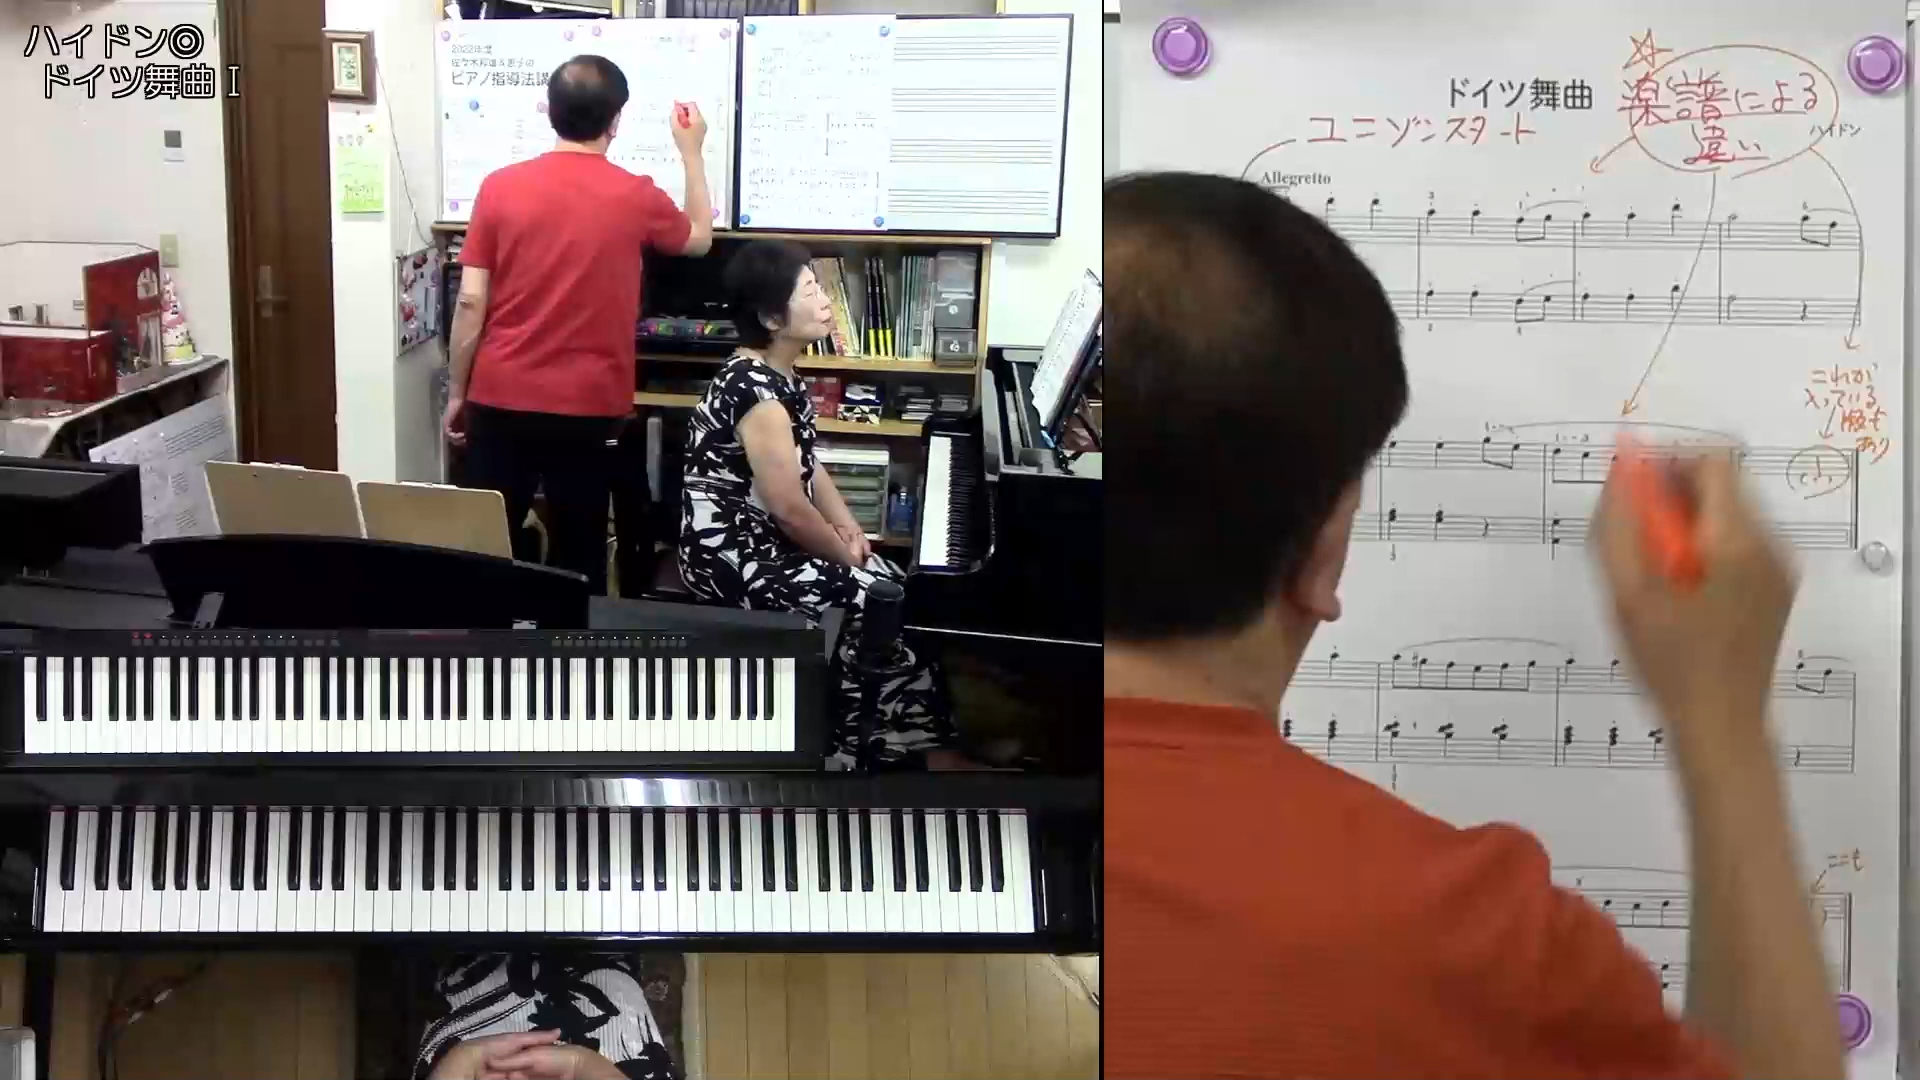 ハイドン◎
ドイツ舞曲Ⅰ
2022年度
ピアノ指導法講
ドイツ舞曲
楽譜による
違い
ユニゾンスタート
ハイドン
Allegretto
これが
入っている
版も
あり
ここも